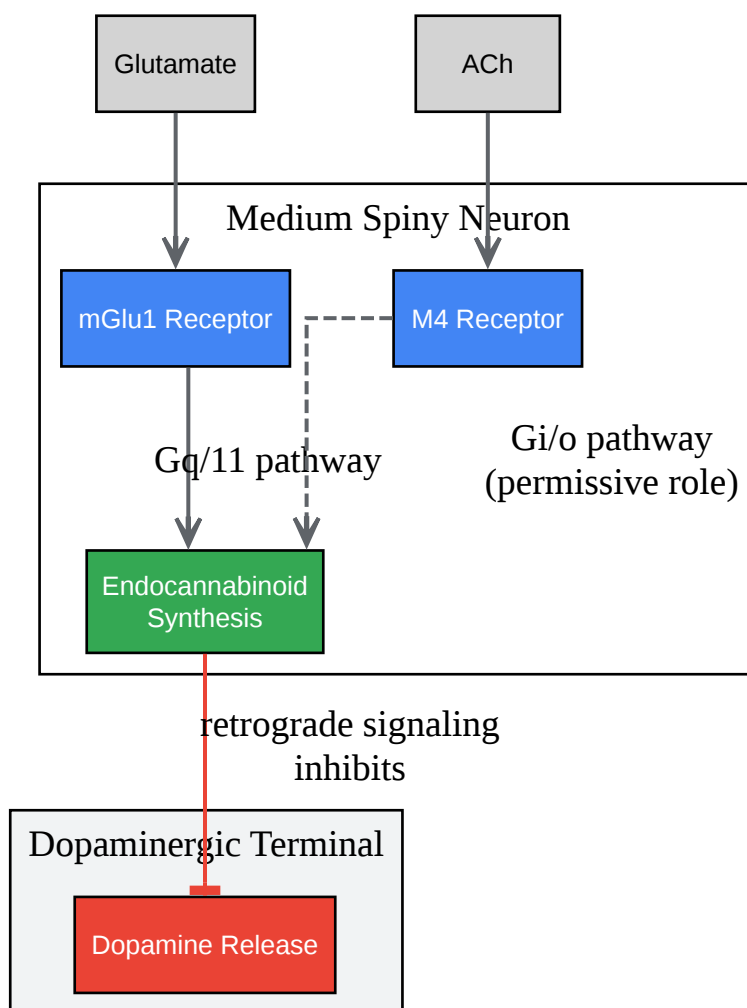 Glutamate
ACh
Medium Spiny Neuron
mGlu1 Receptor
M4 Receptor
Gq/11 pathway
Gi/o pathway
(permissive role)
Endocannabinoid
Synthesis
retrograde signaling
inhibits
Dopaminergic Terminal
Dopamine Release